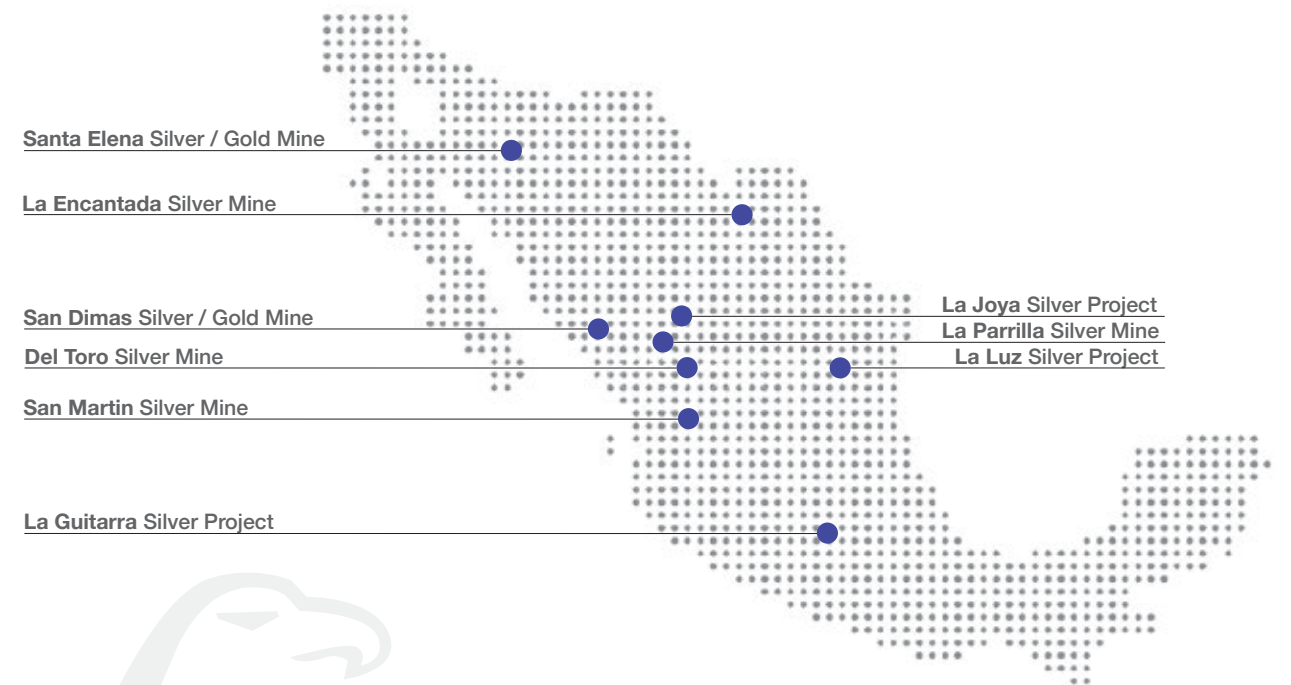 Santa Elena Silver / Gold Mine
La Encantada Silver Mine
San Dimas Silver / Gold Mine
Del Toro Silver Mine
San Martin Silver Mine
La Guitarra Silver Project
La Joya Silver Project
La Parrilla Silver Mine
La Luz Silver Project